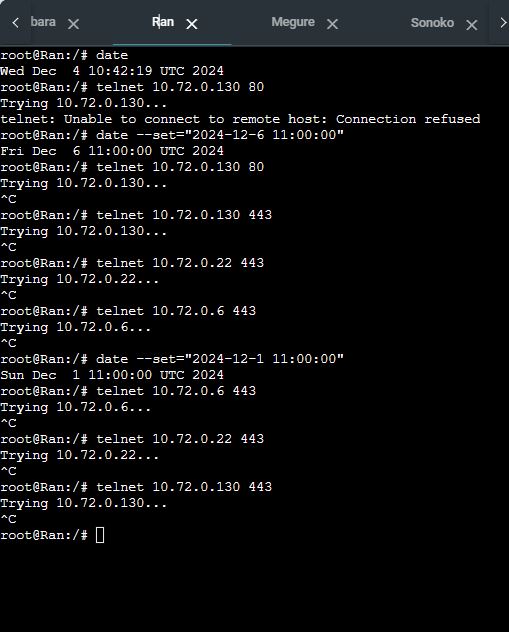 bara Ran Megure Sonoko
root@Ran:/# date
Wed Dec  4 10:42:19 UTC 2024
root@Ran:/# telnet 10.72.0.130 80
Trying 10.72.0.130...
telnet: Unable to connect to remote host: Connection refused
root@Ran:/# date --set="2024-12-6 11:00:00"
Fri Dec  6 11:00:00 UTC 2024
root@Ran:/# telnet 10.72.0.130 80
Trying 10.72.0.130...
^C
root@Ran:/# telnet 10.72.0.130 443
Trying 10.72.0.130...
^C
root@Ran:/# telnet 10.72.0.22 443
Trying 10.72.0.22...
^C
root@Ran:/# telnet 10.72.0.6 443
Trying 10.72.0.6...
^C
root@Ran:/# date --set="2024-12-1 11:00:00"
Sun Dec  1 11:00:00 UTC 2024
root@Ran:/# telnet 10.72.0.6 443
Trying 10.72.0.6...
^C
root@Ran:/# telnet 10.72.0.22 443
Trying 10.72.0.22...
^C
root@Ran:/# telnet 10.72.0.130 443
Trying 10.72.0.130...
^C
root@Ran:/#